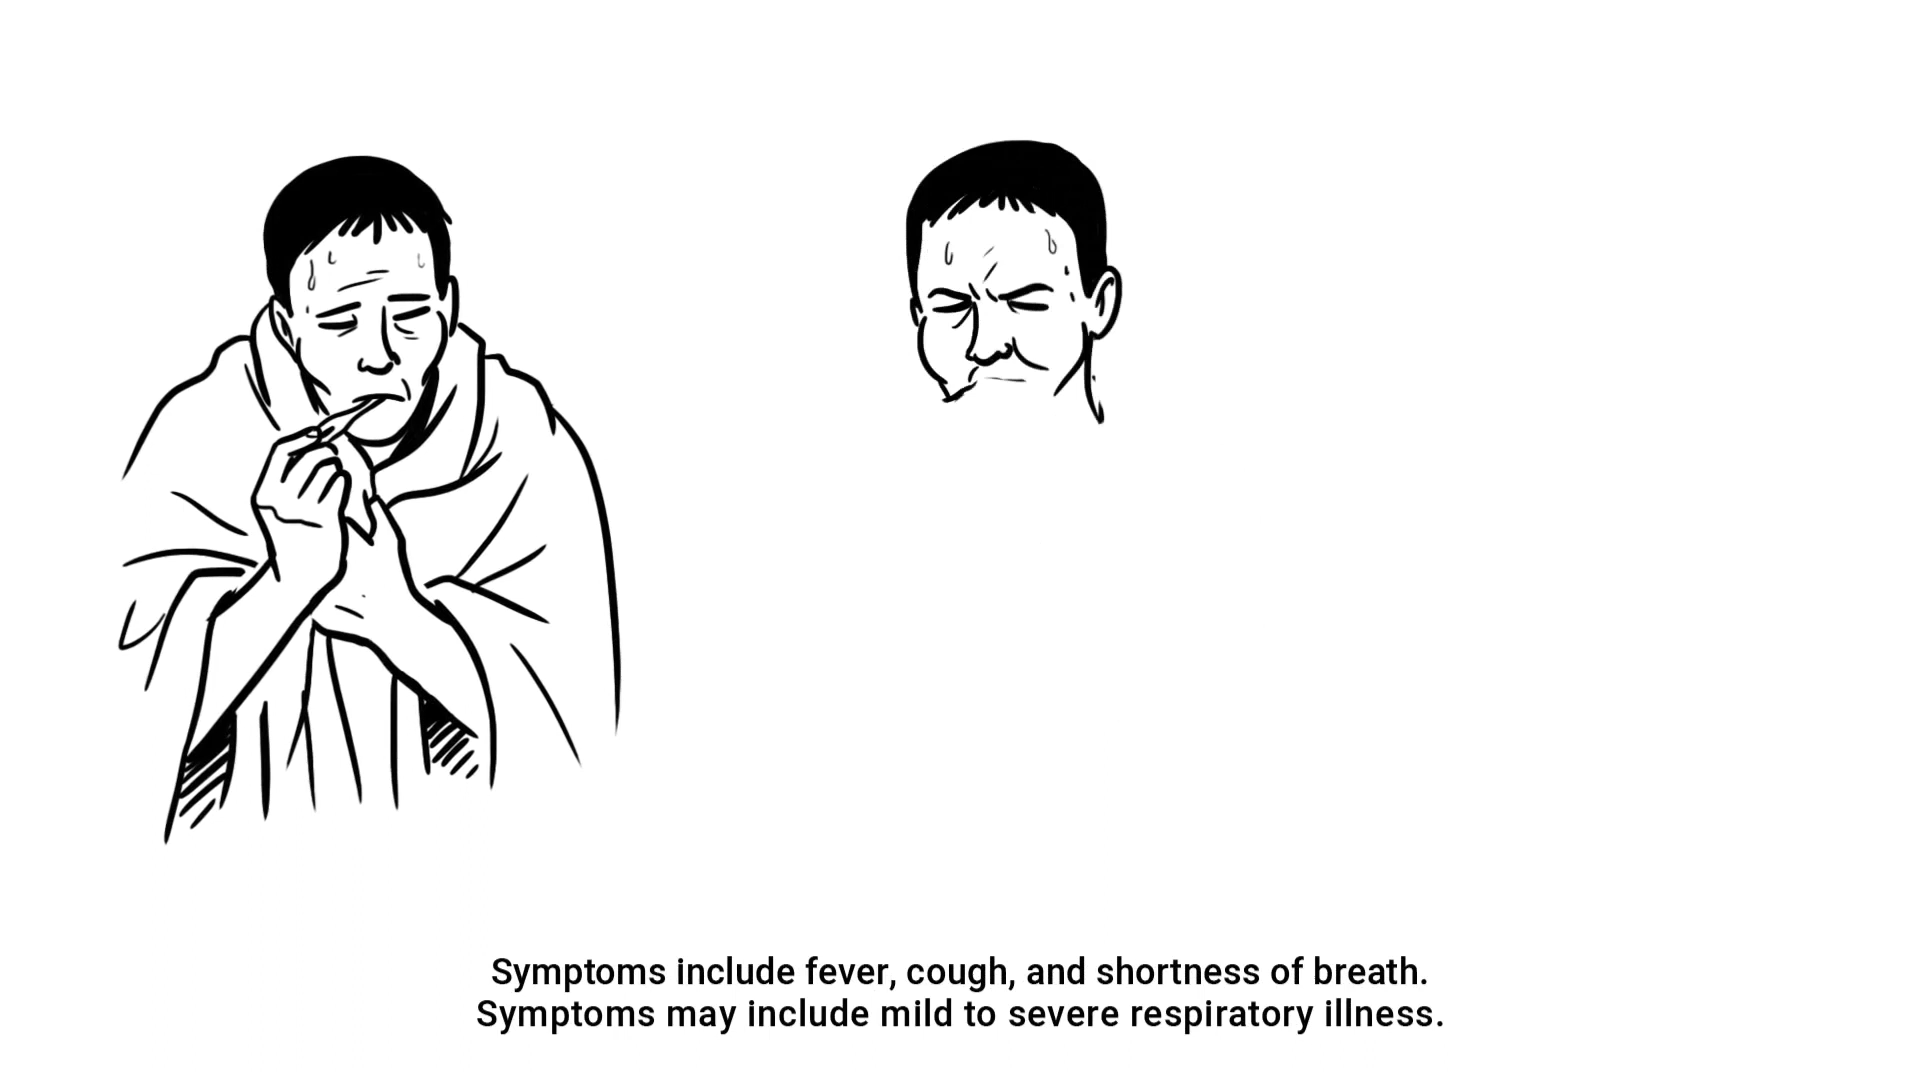 Symptoms include fever, cough, and shortness of breath.
Symptoms may include mild to severe respiratory illness.